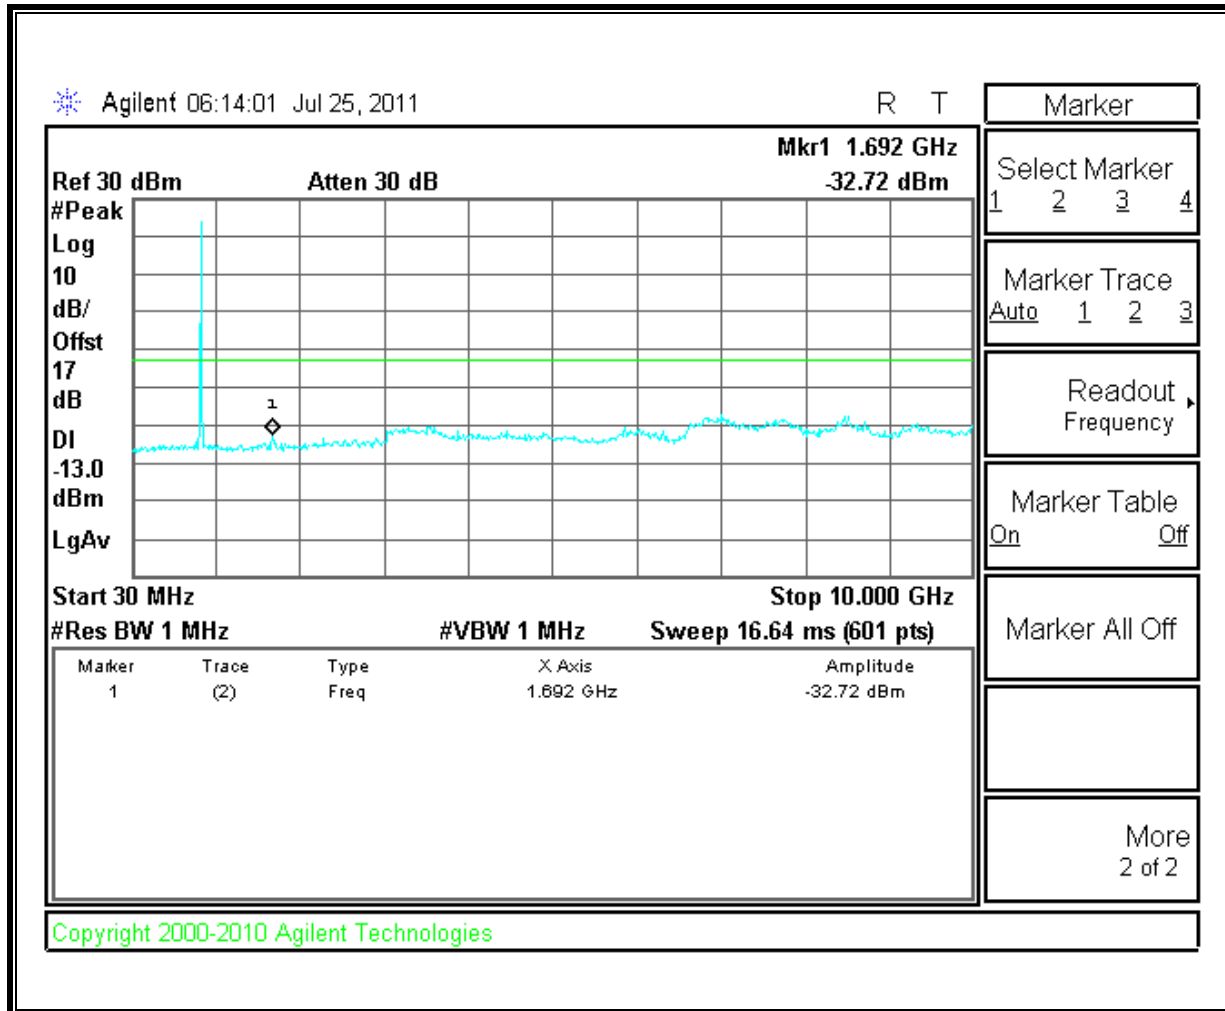 Agilent 06:14:01 Jul 25, 2011 R T
Mkr1 1.692 GHz
Ref 30 dBm Atten 30 dB -32.72 dBm
#Peak
Log
10
dB/
Offst
17
dB
DI
-13.0
dBm
LgAv
1
Start 30 MHz Stop 10.000 GHz
#Res BW 1 MHz #VBW 1 MHz Sweep 16.64 ms (601 pts)
Marker Trace Type X Axis Amplitude
1 (2) Freq 1.692 GHz -32.72 dBm
Marker
Select Marker
1 2 3 4
Marker Trace
Auto 1 2 3
Readout
Frequency
Marker Table
On Off
Marker All Off
More
2 of 2
Copyright 2000-2010 Agilent Technologies